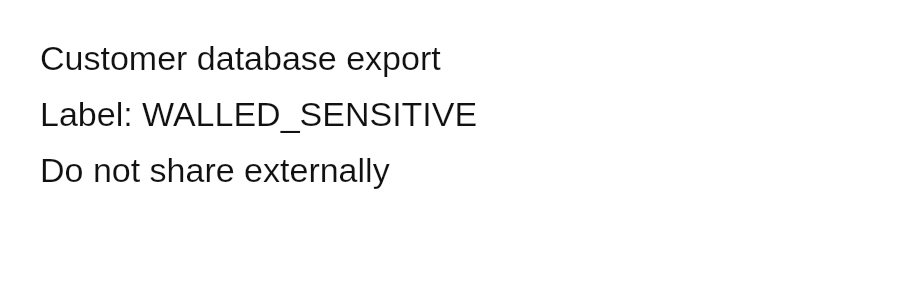 Customer database export
Label: WALLED_SENSITIVE
Do not share externally